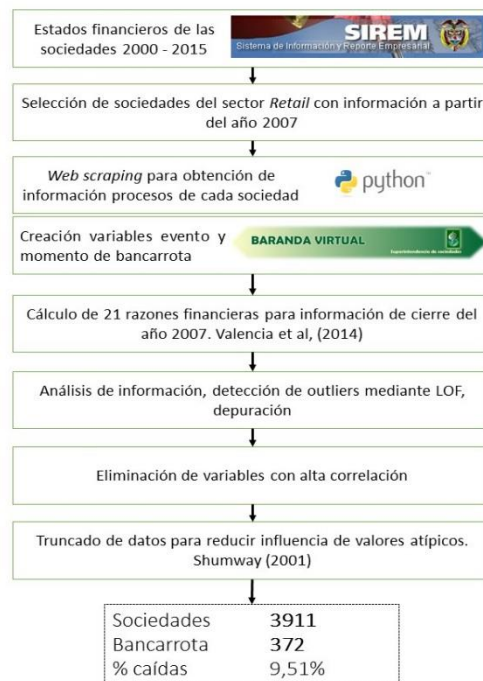 Estados financieros de las
sociedades 2000 - 2015
SIREM
Sistema de Información y Reporte Empresarial
Selección de sociedades del sector Retail con información a partir
del año 2007
Web scraping para obtención de
información procesos de cada sociedad
python™
Creación variables evento y
momento de bancarrota
BARANDA VIRTUAL
Superintendencia de sociedades
Cálculo de 21 razones financieras para información de cierre del
año 2007. Valencia et al, (2014)
Análisis de información, detección de outliers mediante LOF,
depuración
Eliminación de variables con alta correlación
Truncado de datos para reducir influencia de valores atípicos.
Shumway (2001)
Sociedades 3911
Bancarrota 372
% caídas 9,51%